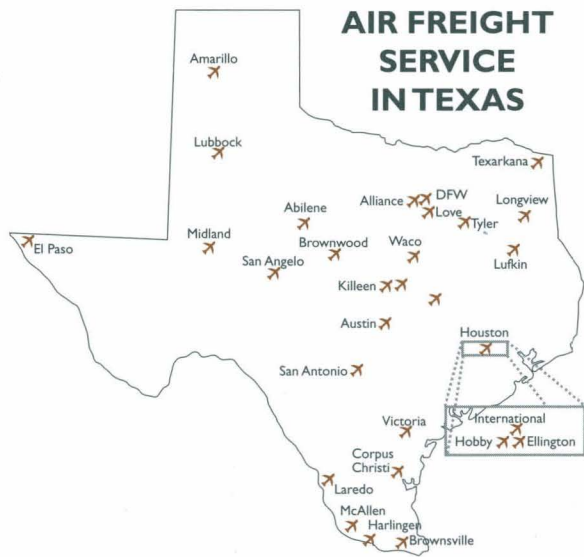 AIR FREIGHT
SERVICE
IN TEXAS
Amarillo
Lubbock
Texarkana
Alliance
DFW
Longview
Abilene
Love
Tyler
El Paso
Midland
Brownwood
Waco
Lufkin
San Angelo
Killeen
Austin
Houston
San Antonio
International
Victoria
Hobby
Ellington
Corpus
Christi
Laredo
McAllen
Harlingen
Brownsville